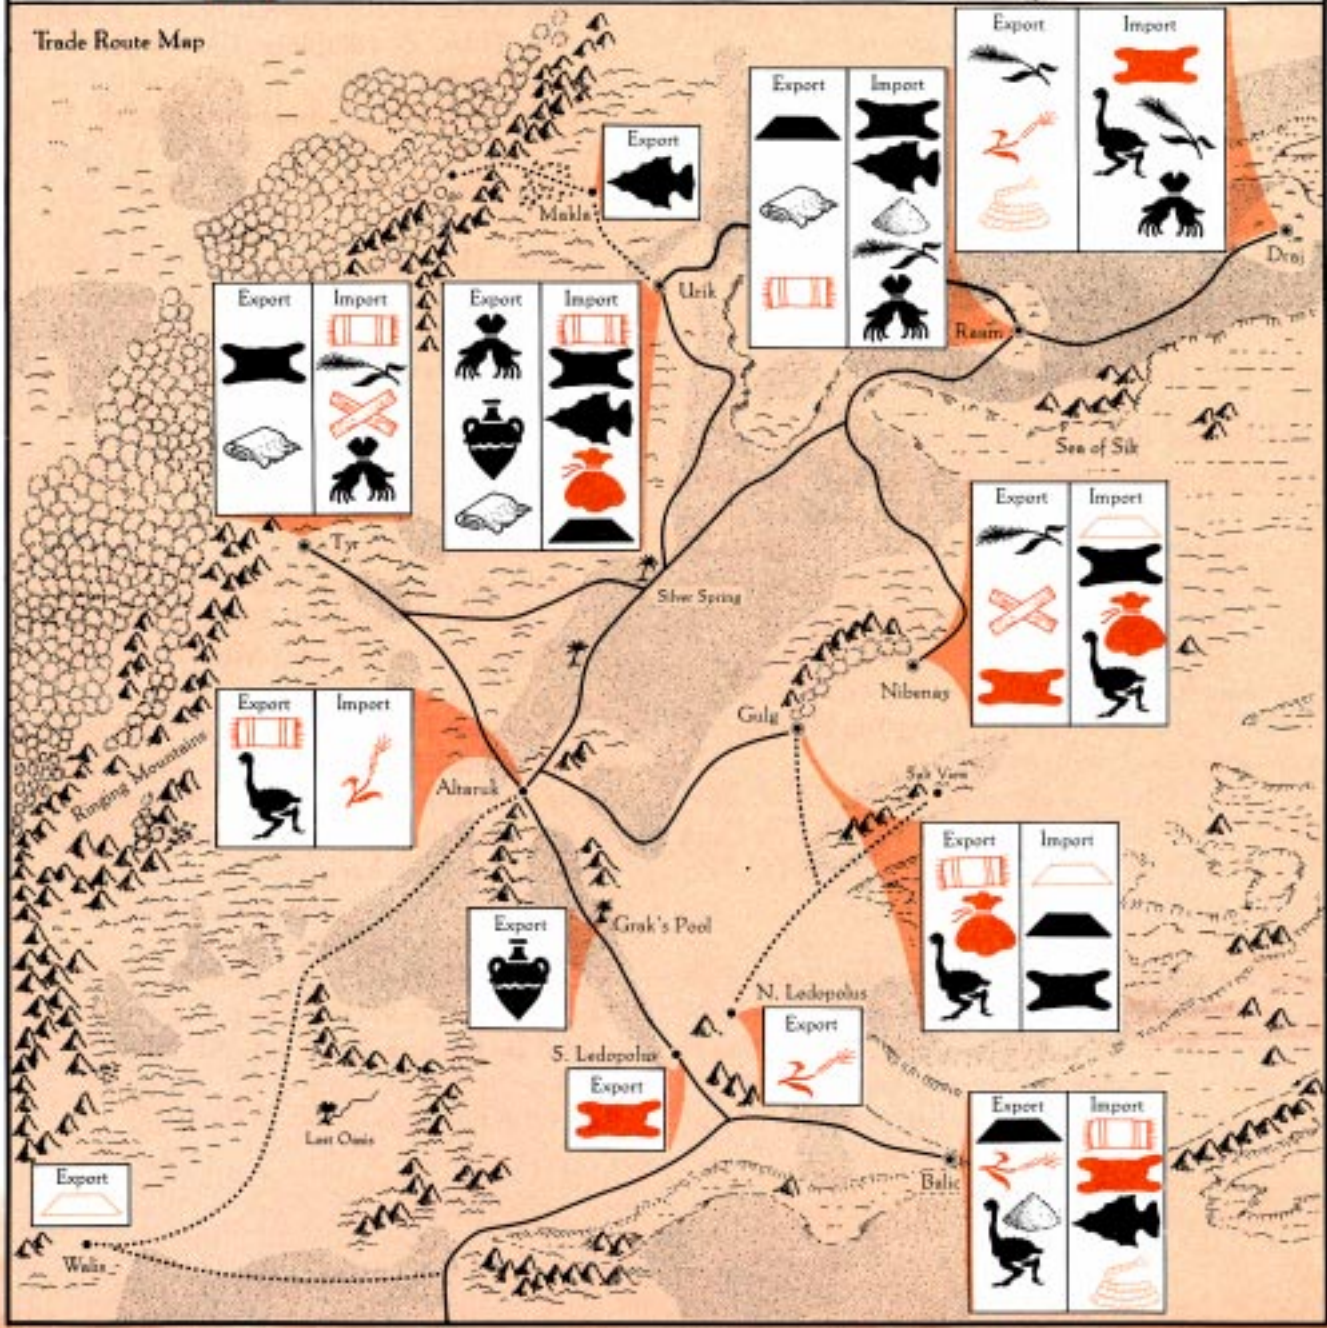 Trade Route Map
Export
Import
Export
Import
Export
Makla
Draj
Urik
Export
Import
Export
Import
Raam
Sea of Silt
Export
Import
Tyr
Silver Spring
Nibenay
Export
Import
Gulg
Ringing Mountains
Altaruk
Salt View
Export
Import
Export
Grak's Pool
N. Ledopolus
Export
S. Ledopolus
Export
Export
Import
Lost Oasis
Balic
Export
Walis